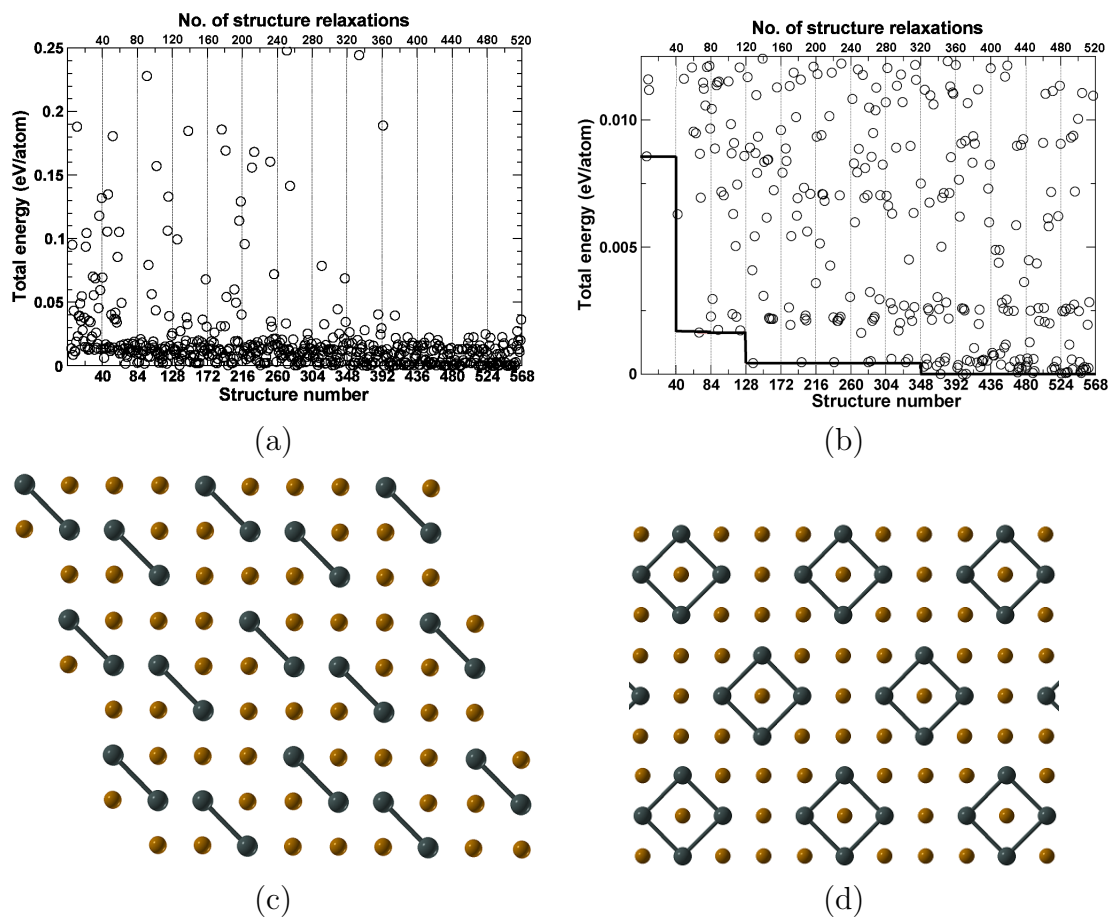 No. of structure relaxations
40 80 120 160 200 240 280 320 360 400 440 480 520
Total energy (eV/atom)
0.25
0.2
0.15
0.1
0.05
0
40 84 128 172 216 260 304 348 392 436 480 524 568
Structure number
(a)
No. of structure relaxations
40 80 120 160 200 240 280 320 360 400 440 480 520
Total energy (eV/atom)
0.010
0.005
0
40 84 128 172 216 260 304 348 392 436 480 524 568
Structure number
(b)
(c)
(d)